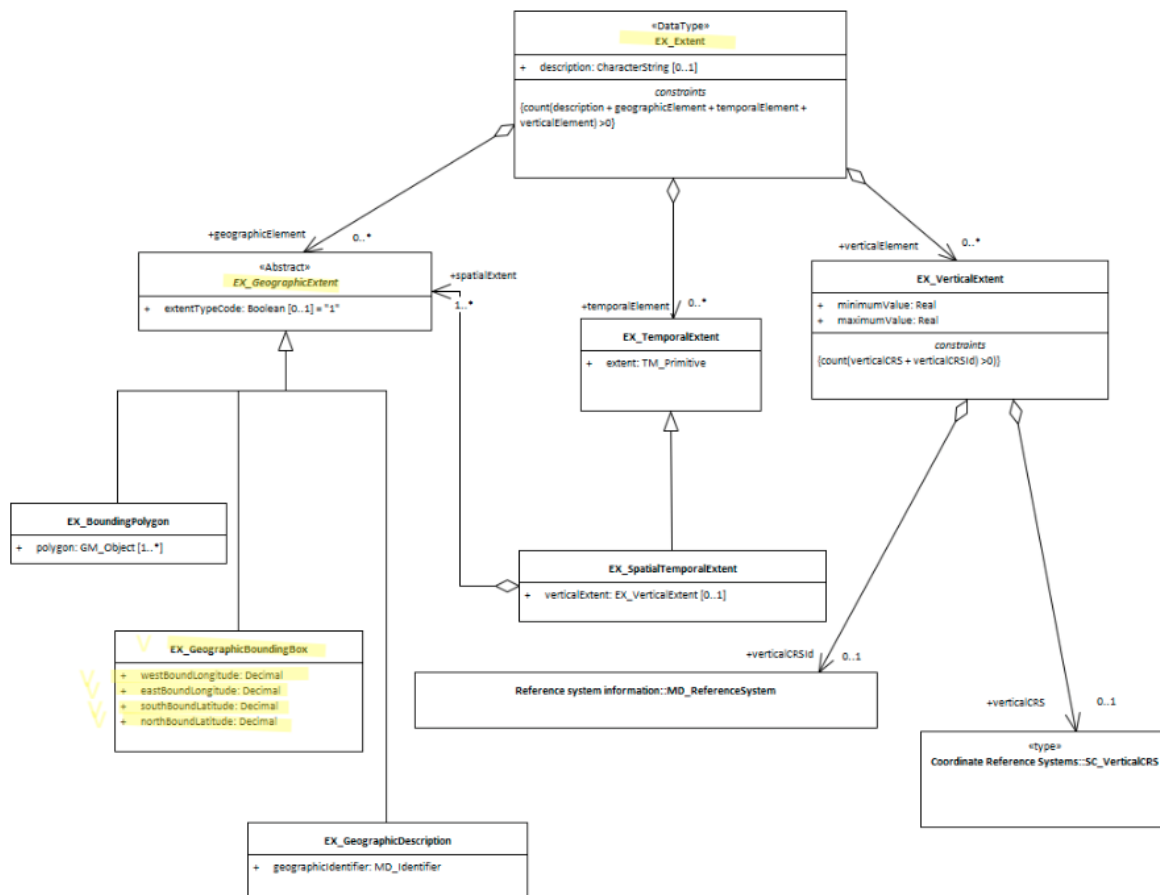 «DataType»
EX_Extent
+ description: CharacterString [0..1]
constraints
{count(description + geographicElement + temporalElement +
verticalElement) >0}
+geographicElement
0..*
«Abstract»
EX_GeographicExtent
+ extentTypeCode: Boolean [0..1] = "1"
+spatialExtent
1..*
+temporalElement
0..*
EX_TemporalExtent
+ extent: TM_Primitive
+verticalElement
0..*
EX_VerticalExtent
+ minimumValue: Real
+ maximumValue: Real
constraints
{count(verticalCRS + verticalCRSId) >0)}
EX_BoundingPolygon
+ polygon: GM_Object [1..*]
EX_SpatialTemporalExtent
+ verticalExtent: EX_VerticalExtent [0..1]
EX_GeographicBoundingBox
+ westBoundLongitude: Decimal
+ eastBoundLongitude: Decimal
+ southBoundLatitude: Decimal
+ northBoundLatitude: Decimal
+verticalCRSId
0..1
Reference system information::MD_ReferenceSystem
+verticalCRS
0..1
«type»
Coordinate Reference Systems::SC_VerticalCRS
EX_GeographicDescription
+ geographicIdentifier: MD_Identifier